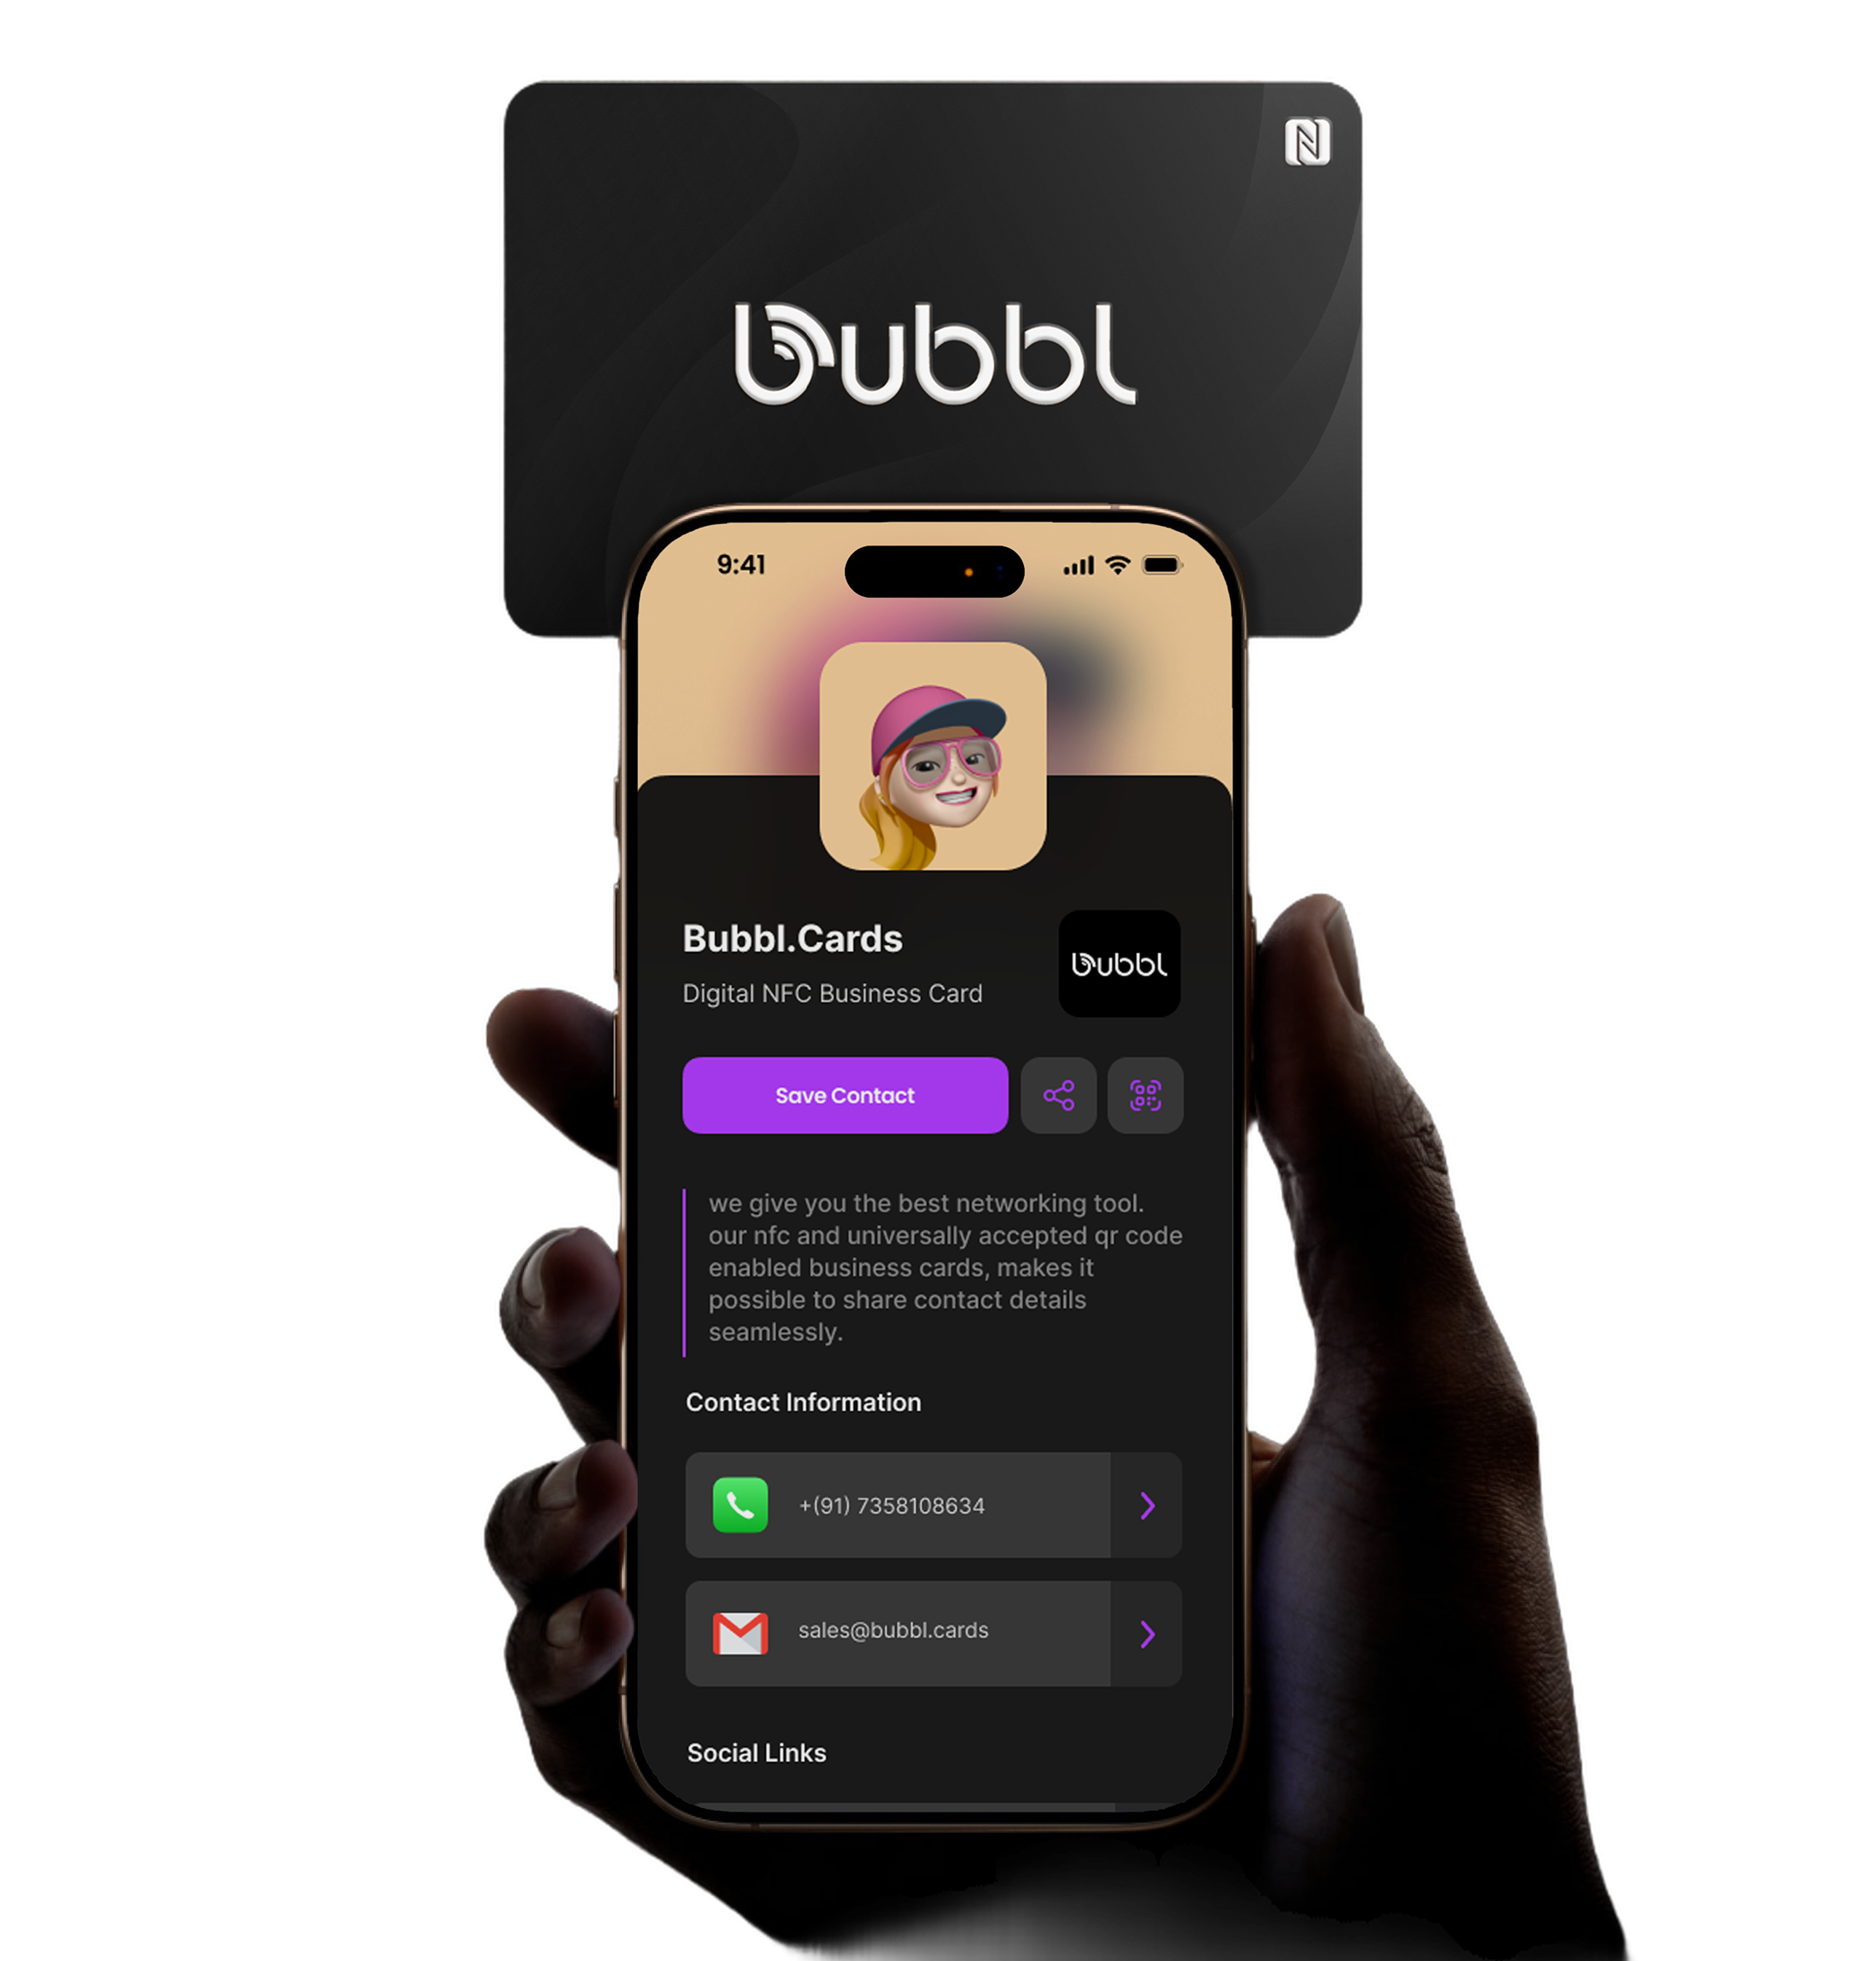 bubbl
9:41
Bubbl.Cards
Digital NFC Business Card
bubbl
Save Contact
we give you the best networking tool.
our nfc and universally accepted qr code
enabled business cards, makes it
possible to share contact details
seamlessly.
Contact Information
+(91) 7358108634
sales@bubbl.cards
Social Links